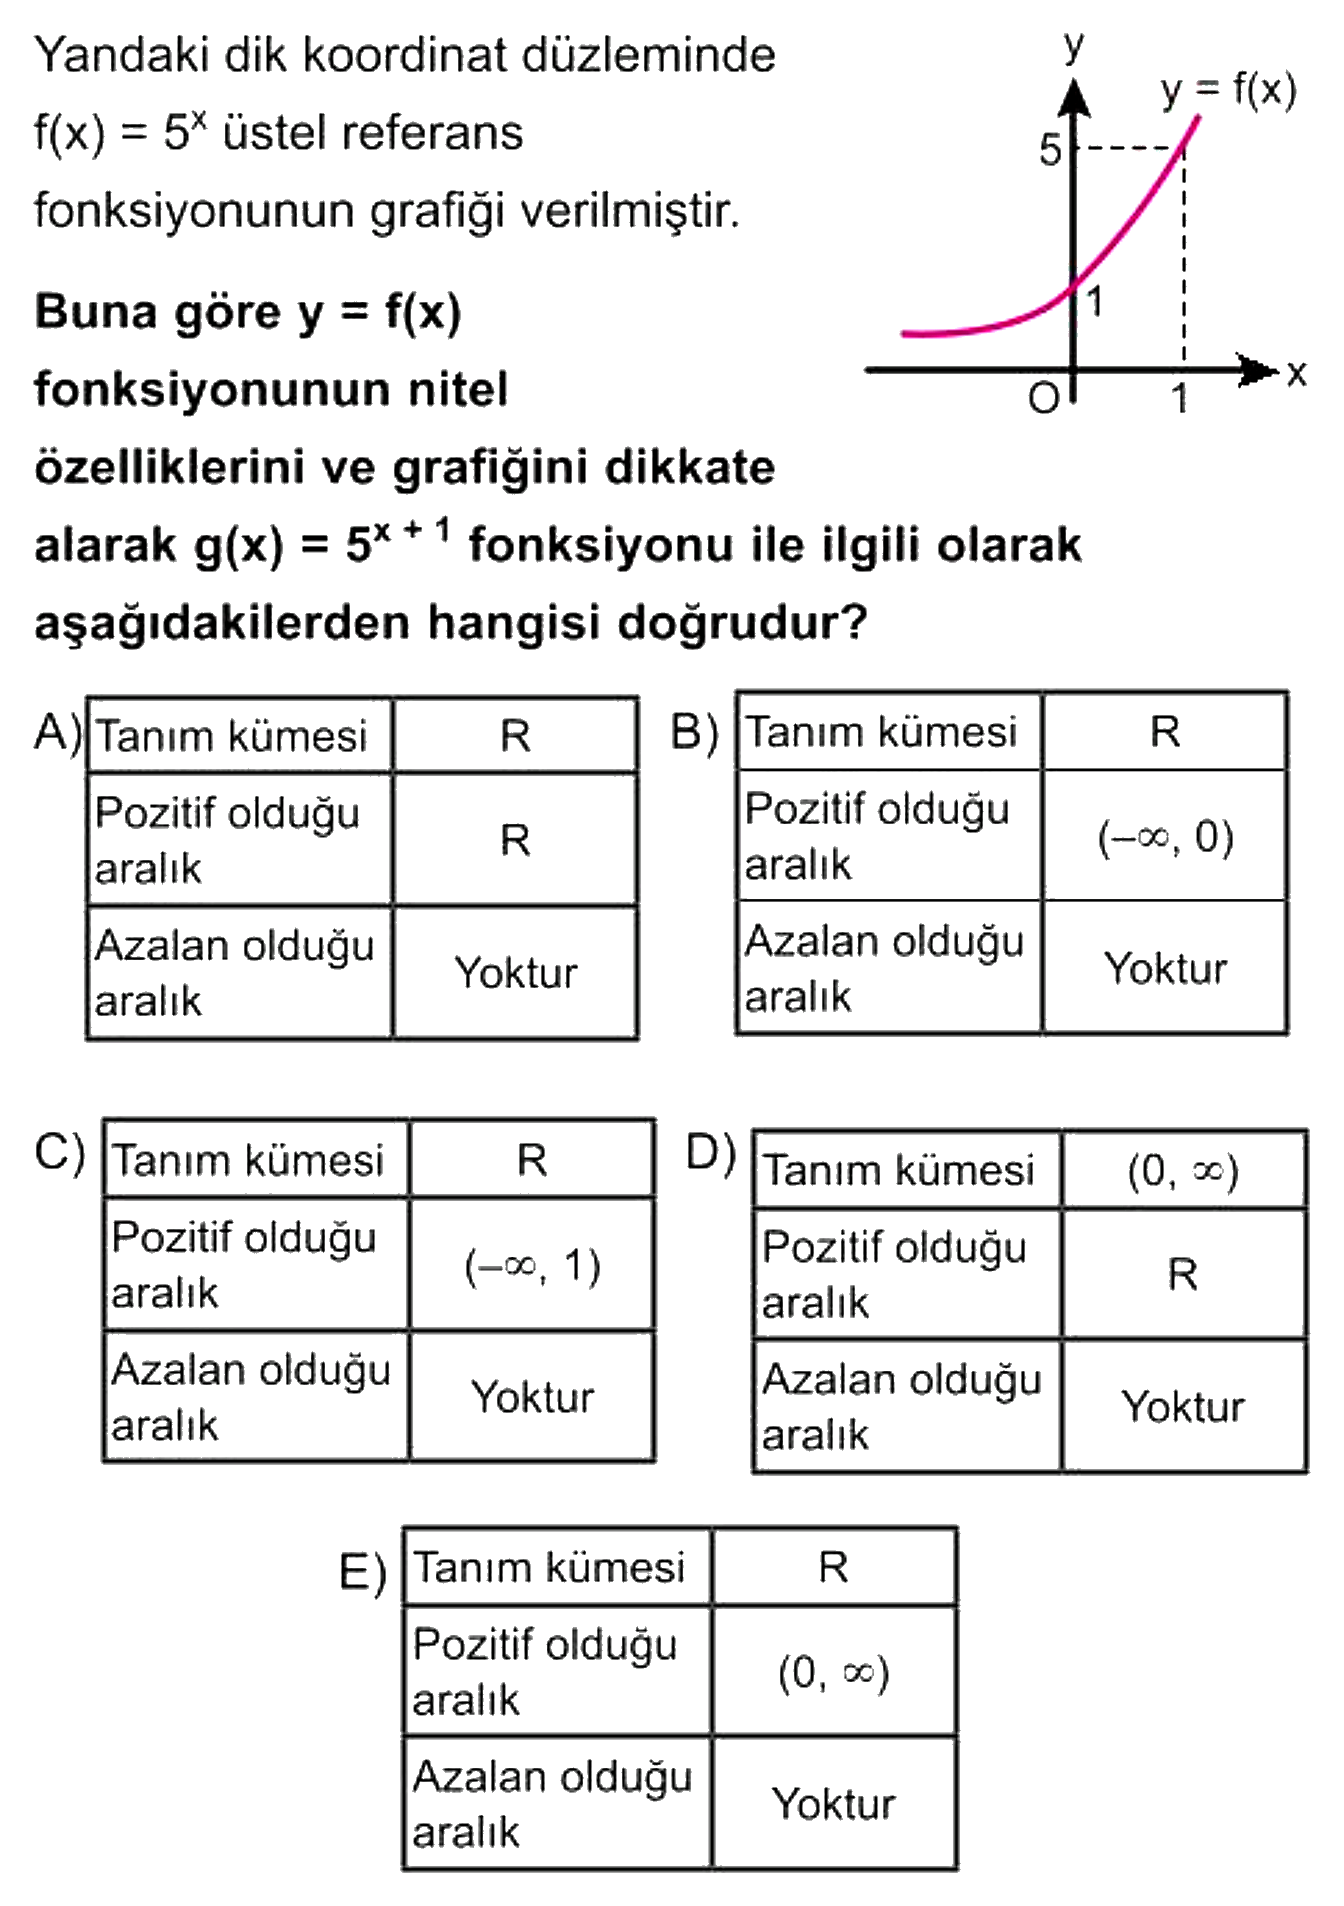 Yandaki dik koordinat düzleminde
f(x) = 5ˣ üstel referans
fonksiyonunun grafiği verilmiştir.
y
y = f(x)
5
1
O
1
x
Buna göre y = f(x)
fonksiyonunun nitel
özelliklerini ve grafiğini dikkate
alarak g(x) = 5ˣ ⁺ ¹ fonksiyonu ile ilgili olarak
aşağıdakilerden hangisi doğrudur?
A)
Tanım kümesi R
Pozitif olduğu
aralık
R
Azalan olduğu
aralık
Yoktur
B)
Tanım kümesi R
Pozitif olduğu
aralık
(–∞, 0)
Azalan olduğu
aralık
Yoktur
C)
Tanım kümesi R
Pozitif olduğu
aralık
(–∞, 1)
Azalan olduğu
aralık
Yoktur
D)
Tanım kümesi (0, ∞)
Pozitif olduğu
aralık
R
Azalan olduğu
aralık
Yoktur
E)
Tanım kümesi R
Pozitif olduğu
aralık
(0, ∞)
Azalan olduğu
aralık
Yoktur